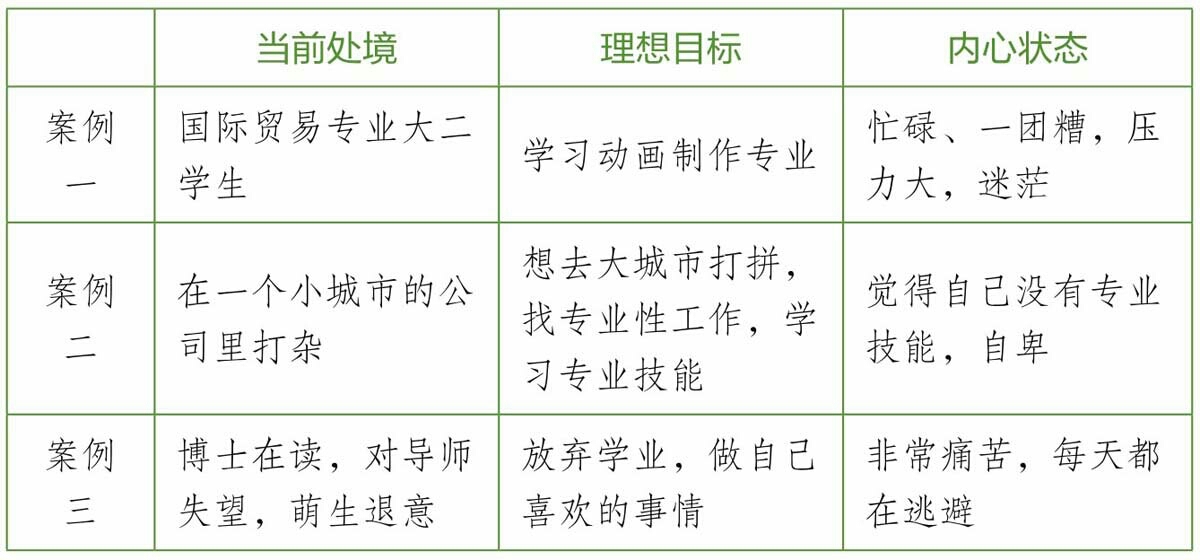 当前处境
理想目标
内心状态
案例
一
国际贸易专业大二
学生
学习动画制作专业
忙碌、一团糟，压
力大，迷茫
案例
二
在一个小城市的公
司里打杂
想去大城市打拼，
找专业性工作，学
习专业技能
觉得自己没有专业
技能，自卑
案例
三
博士在读，对导师
失望，萌生退意
放弃学业，做自己
喜欢的事情
非常痛苦，每天都
在逃避